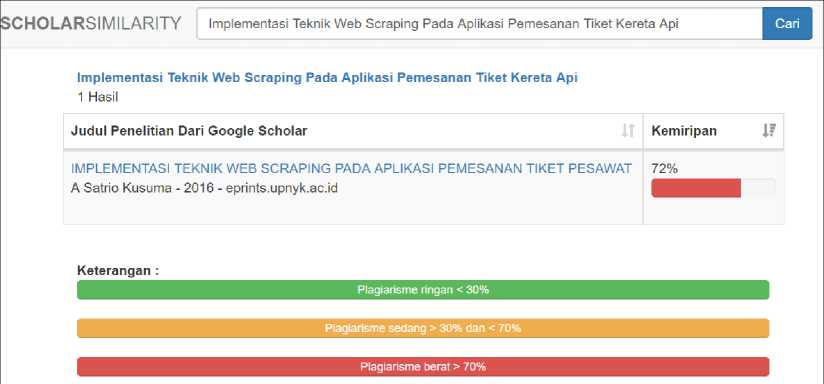 SCHOLARSIMILARITY
Implementasi Teknik Web Scraping Pada Aplikasi Pemesanan Tiket Kereta Api
Cari
Implementasi Teknik Web Scraping Pada Aplikasi Pemesanan Tiket Kereta Api
1 Hasil
Judul Penelitian Dari Google Scholar
Kemiripan
IMPLEMENTASI TEKNIK WEB SCRAPING PADA APLIKASI PEMESANAN TIKET PESAWAT
72%
A Satrio Kusuma - 2016 - eprints.upnyk.ac.id
Keterangan :
Plagiarisme ringan < 30%
Plagiarisme sedang > 30% dan < 70%
Plagiarisme berat > 70%